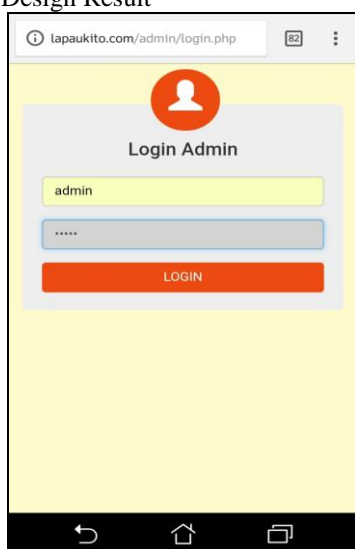 Design Result
lapaukito.com/admin/login.php 82
Login Admin
admin
•••••
LOGIN